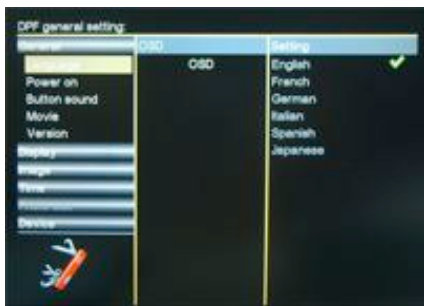 DPF general setting:
General
OSD
Setting
Language
OSD
English
Power on
French
Button sound
German
Movie
Italian
Version
Spanish
Display
Japanese
Image
Time
Device